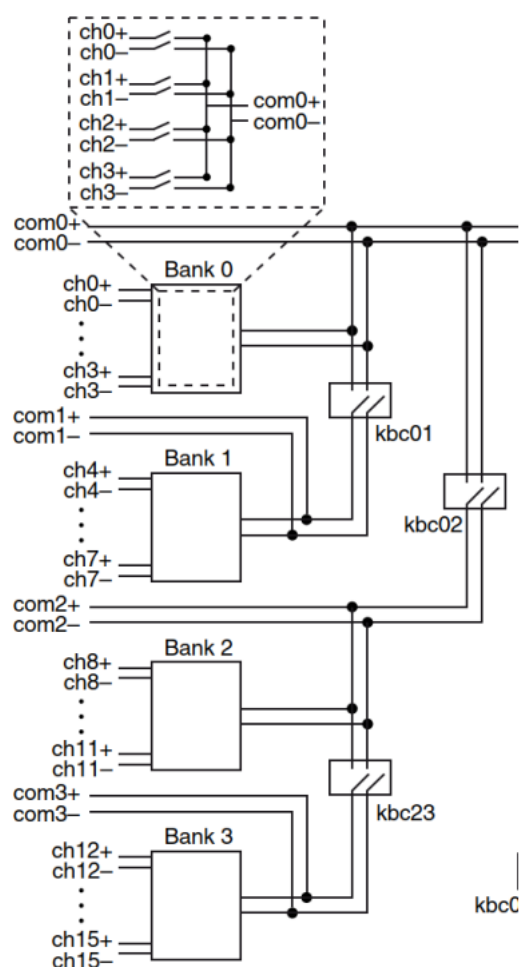 ch0+
ch0–
ch1+
ch1–
com0+
ch2+
com0–
ch2–
ch3+
ch3–
com0+
com0–
Bank 0
ch0+
ch0–
ch3+
ch3–
com1+
com1–
kbc01
Bank 1
ch4+
ch4–
kbc02
ch7+
ch7–
com2+
com2–
Bank 2
ch8+
ch8–
ch11+
ch11–
com3+
com3–
kbc23
Bank 3
ch12+
ch12–
ch15+
ch15–